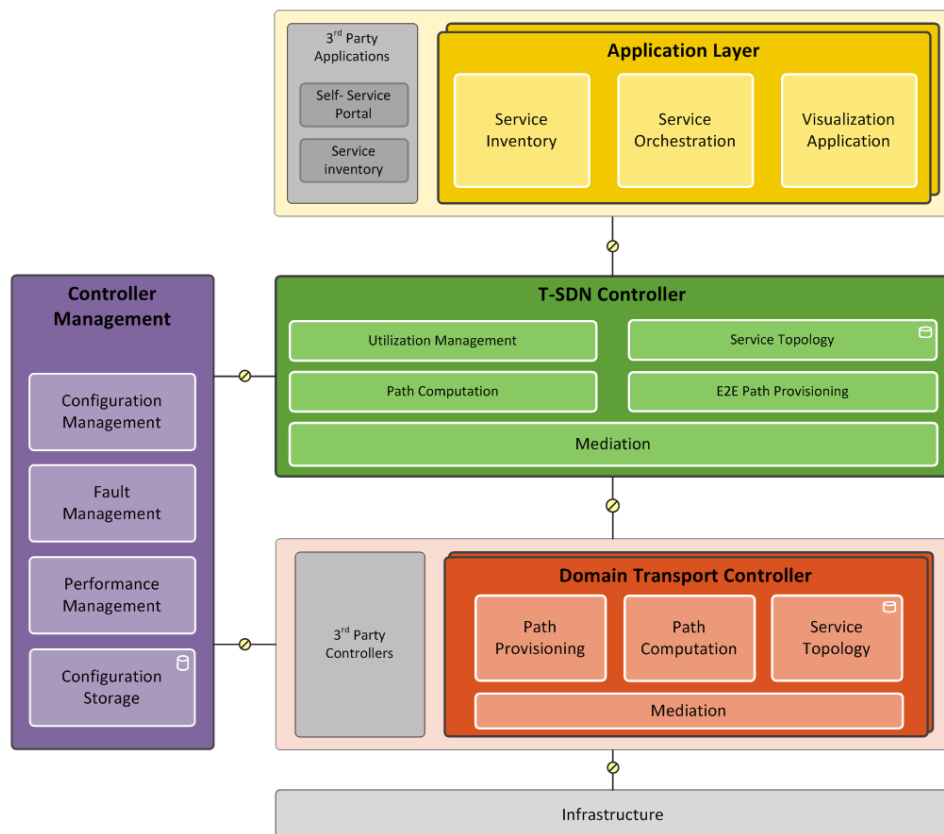 3rd Party
Applications
Self- Service
Portal
Service
inventory
Application Layer
Service
Inventory
Service
Orchestration
Visualization
Application
Controller
Management
Configuration
Management
Fault
Management
Performance
Management
Configuration
Storage
T-SDN Controller
Utilization Management
Service Topology
Path Computation
E2E Path Provisioning
Mediation
3rd Party
Controllers
Domain Transport Controller
Path
Provisioning
Path
Computation
Service
Topology
Mediation
Infrastructure